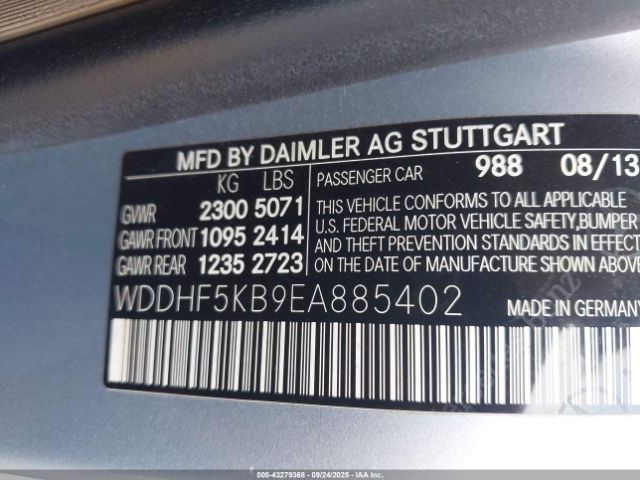 MFD BY DAIMLER AG STUTTGART
KG LBS
PASSENGER CAR 988 08/13
GVWR 2300 5071
GAWR FRONT 1095 2414
GAWR REAR 1235 2723
THIS VEHICLE CONFORMS TO ALL APPLICABLE
U.S. FEDERAL MOTOR VEHICLE SAFETY,BUMPER
AND THEFT PREVENTION STANDARDS IN EFFECT
ON THE DATE OF MANUFACTURE SHOWN ABOVE
WDDHF5KB9EA885402
MADE IN GERMANY
000-43279368 - 09/24/2025 - IAA Inc.